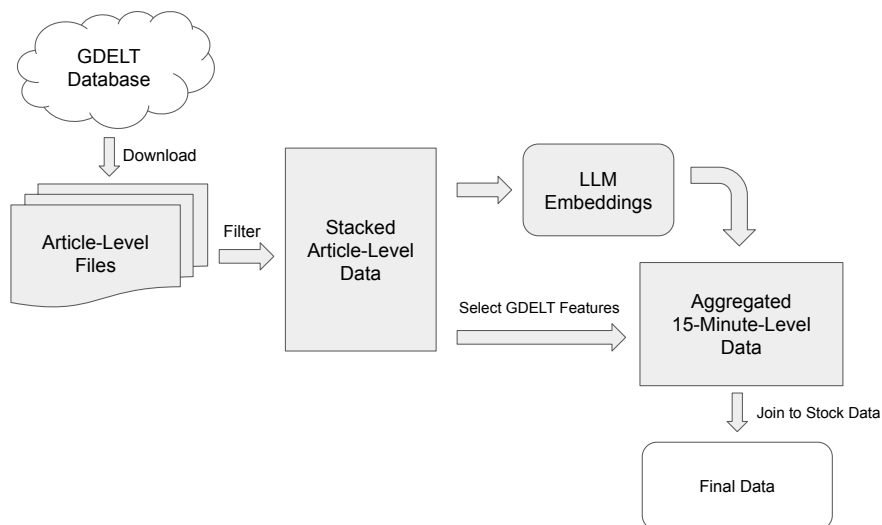 GDELT
Database
Download
Article-Level
Files
Filter
Stacked
Article-Level
Data
LLM
Embeddings
Select GDELT Features
Aggregated
15-Minute-Level
Data
Join to Stock Data
Final Data